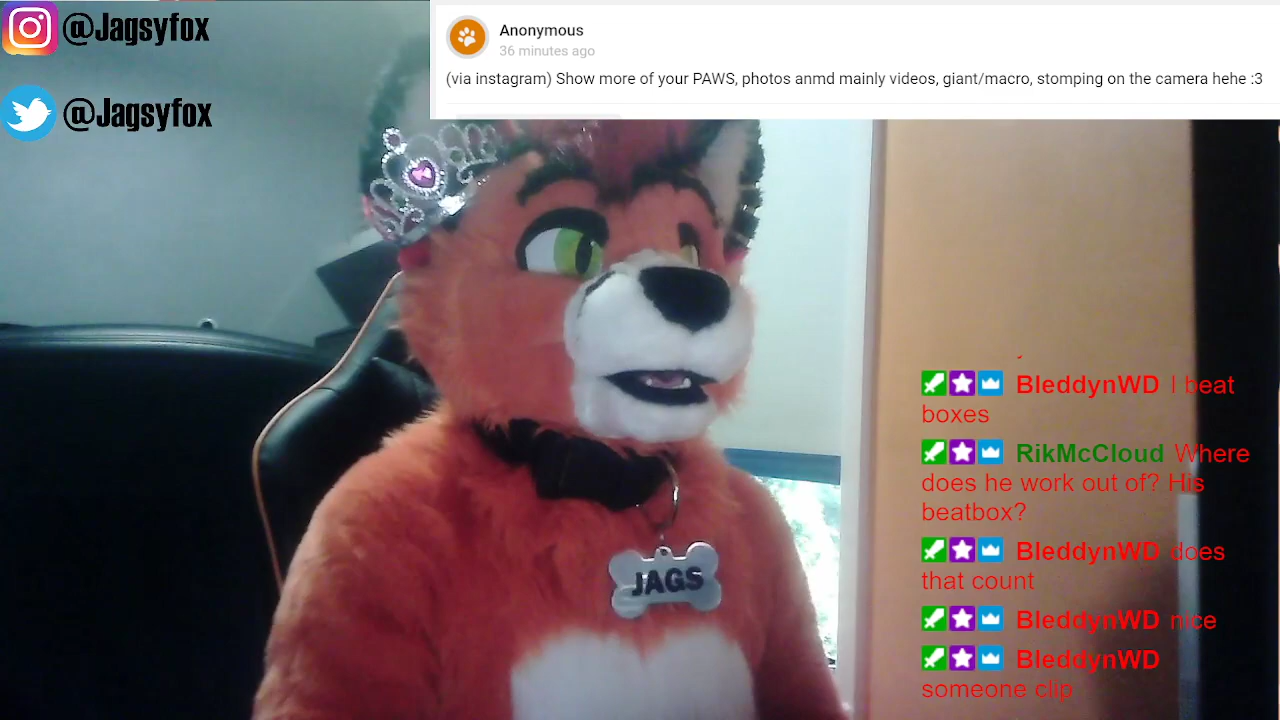 @Jagsyfox
@Jagsyfox
Anonymous
36 minutes ago
(via instagram) Show more of your PAWS, photos anmd mainly videos, giant/macro, stomping on the camera hehe :3
JAGS
BleddynWD I beat
boxes
RikMcCloud Where
does he work out of? His
beatbox?
BleddynWD does
that count
BleddynWD nice
BleddynWD
someone clip